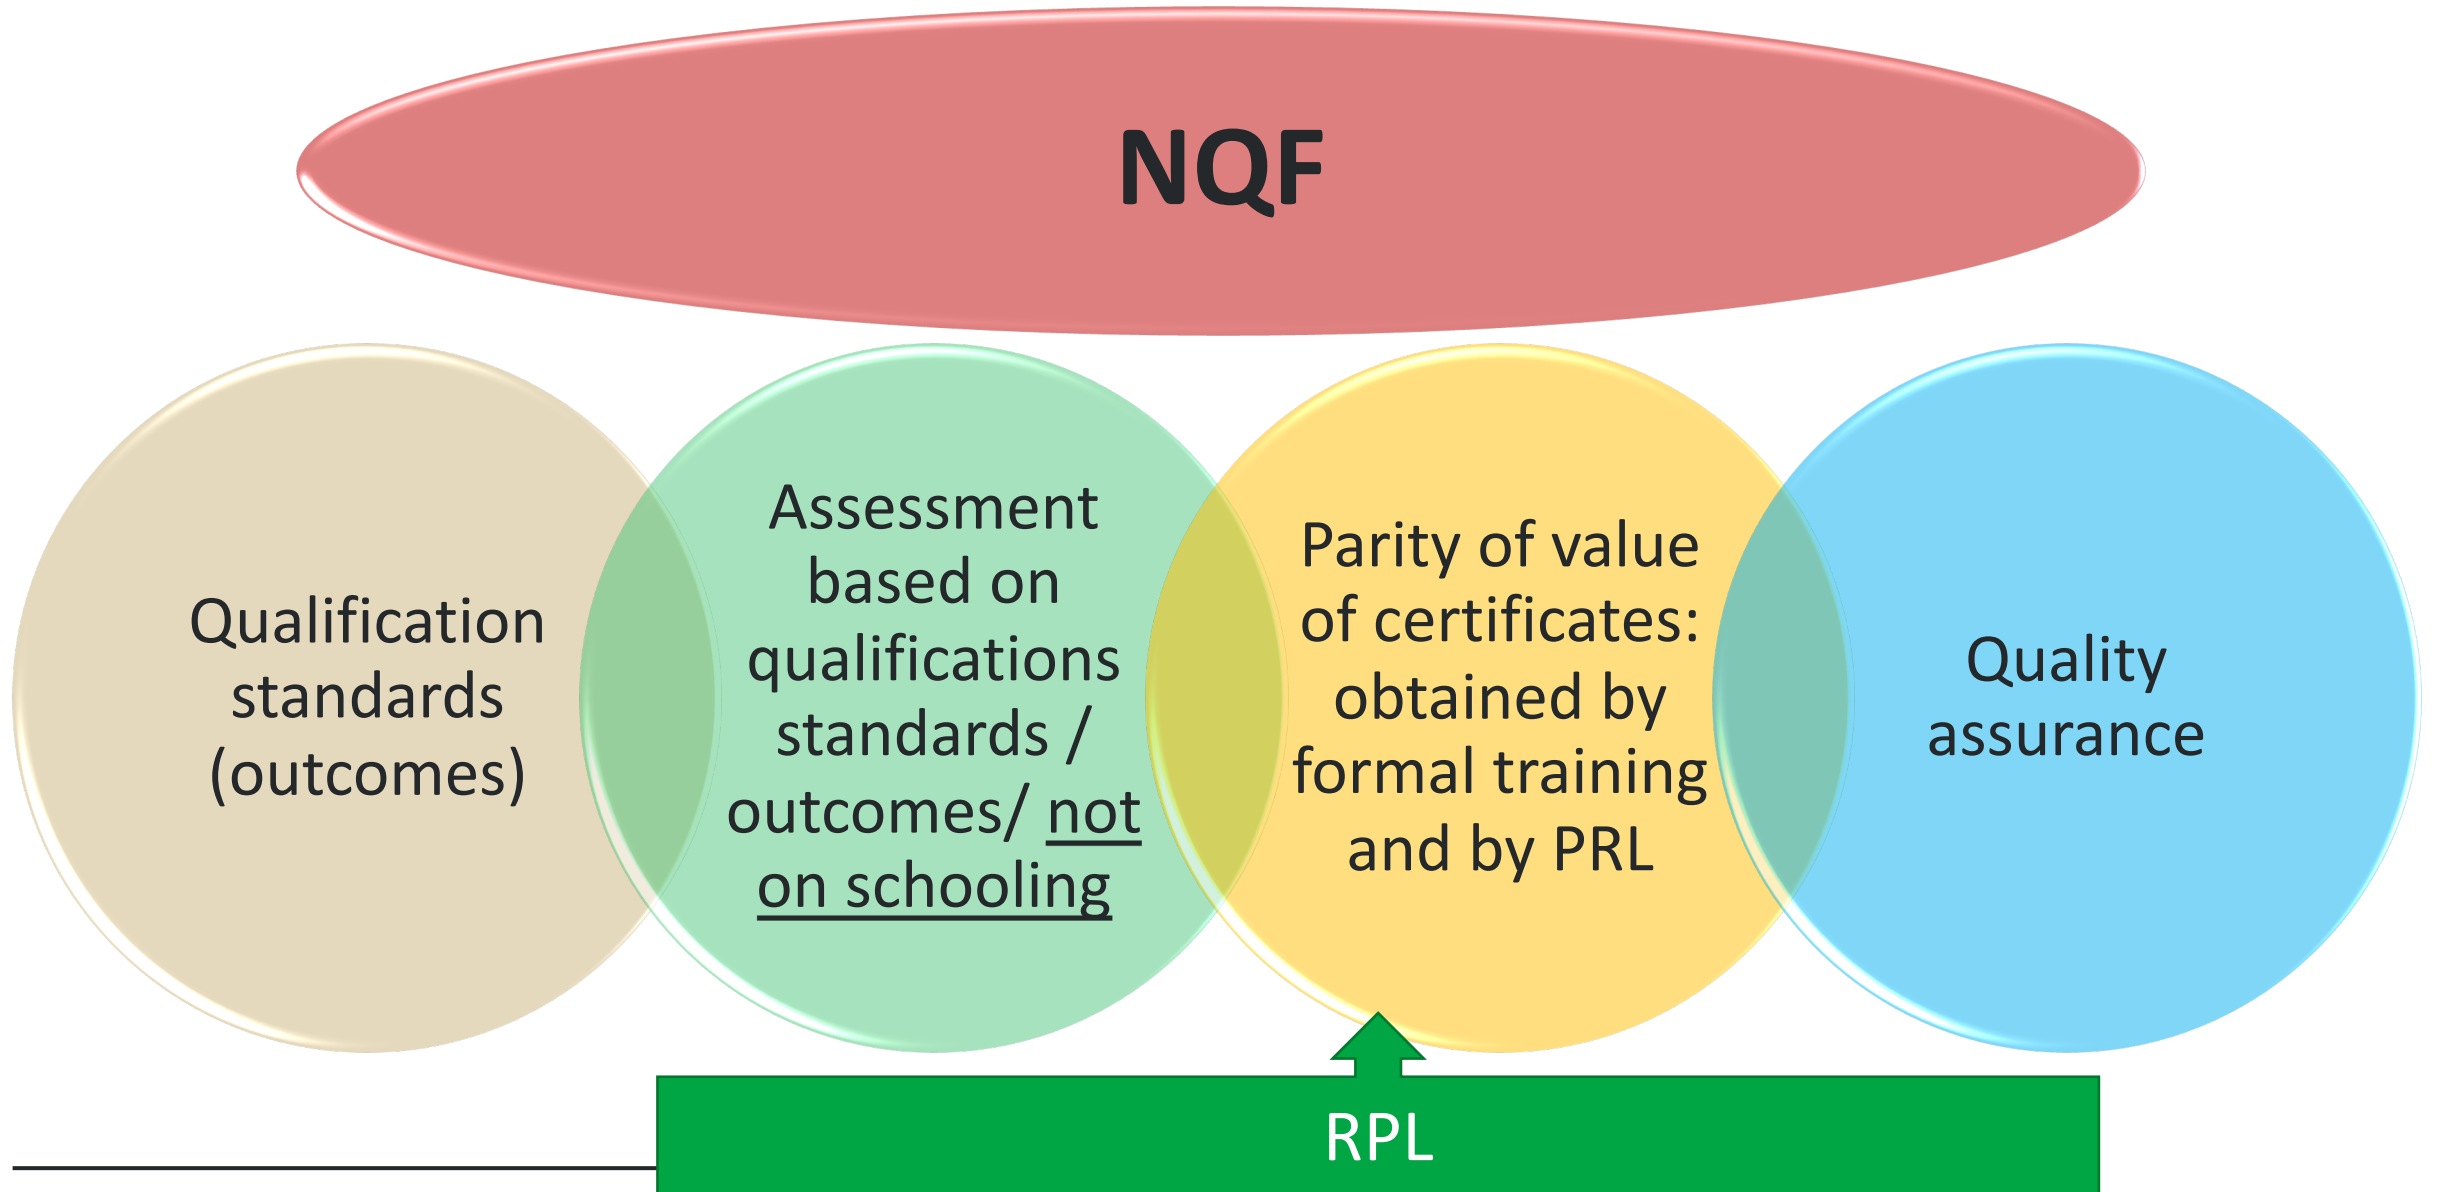 NQF
Qualification
standards
(outcomes)
Assessment
based on
qualifications
standards /
outcomes/ not
on schooling
Parity of value
of certificates:
obtained by
formal training
and by PRL
Quality
assurance
RPL